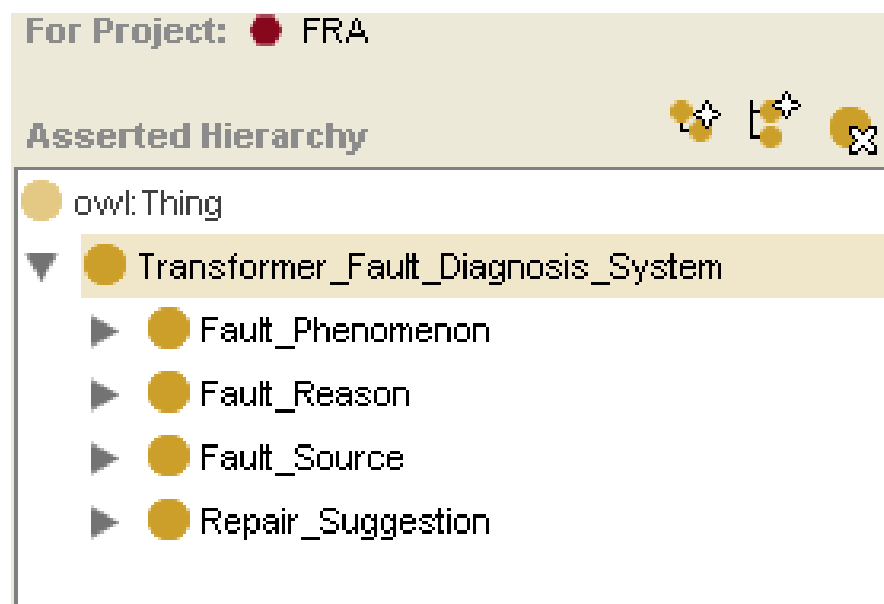 For Project: FRA
Asserted Hierarchy
owl:Thing
Transformer_Fault_Diagnosis_System
Fault_Phenomenon
Fault_Reason
Fault_Source
Repair_Suggestion